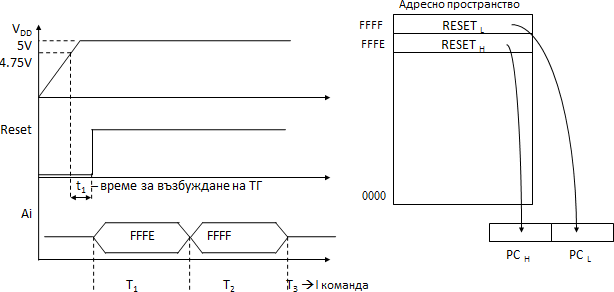 V DD
5V
4.75V
Reset
t1 – време за възбуждане на ТГ
Ai
FFFE
FFFF
T1
T2
T3 → I команда
Адресно пространство
FFFF
RESET L
FFFE
RESET H
0000
PC H
PC L